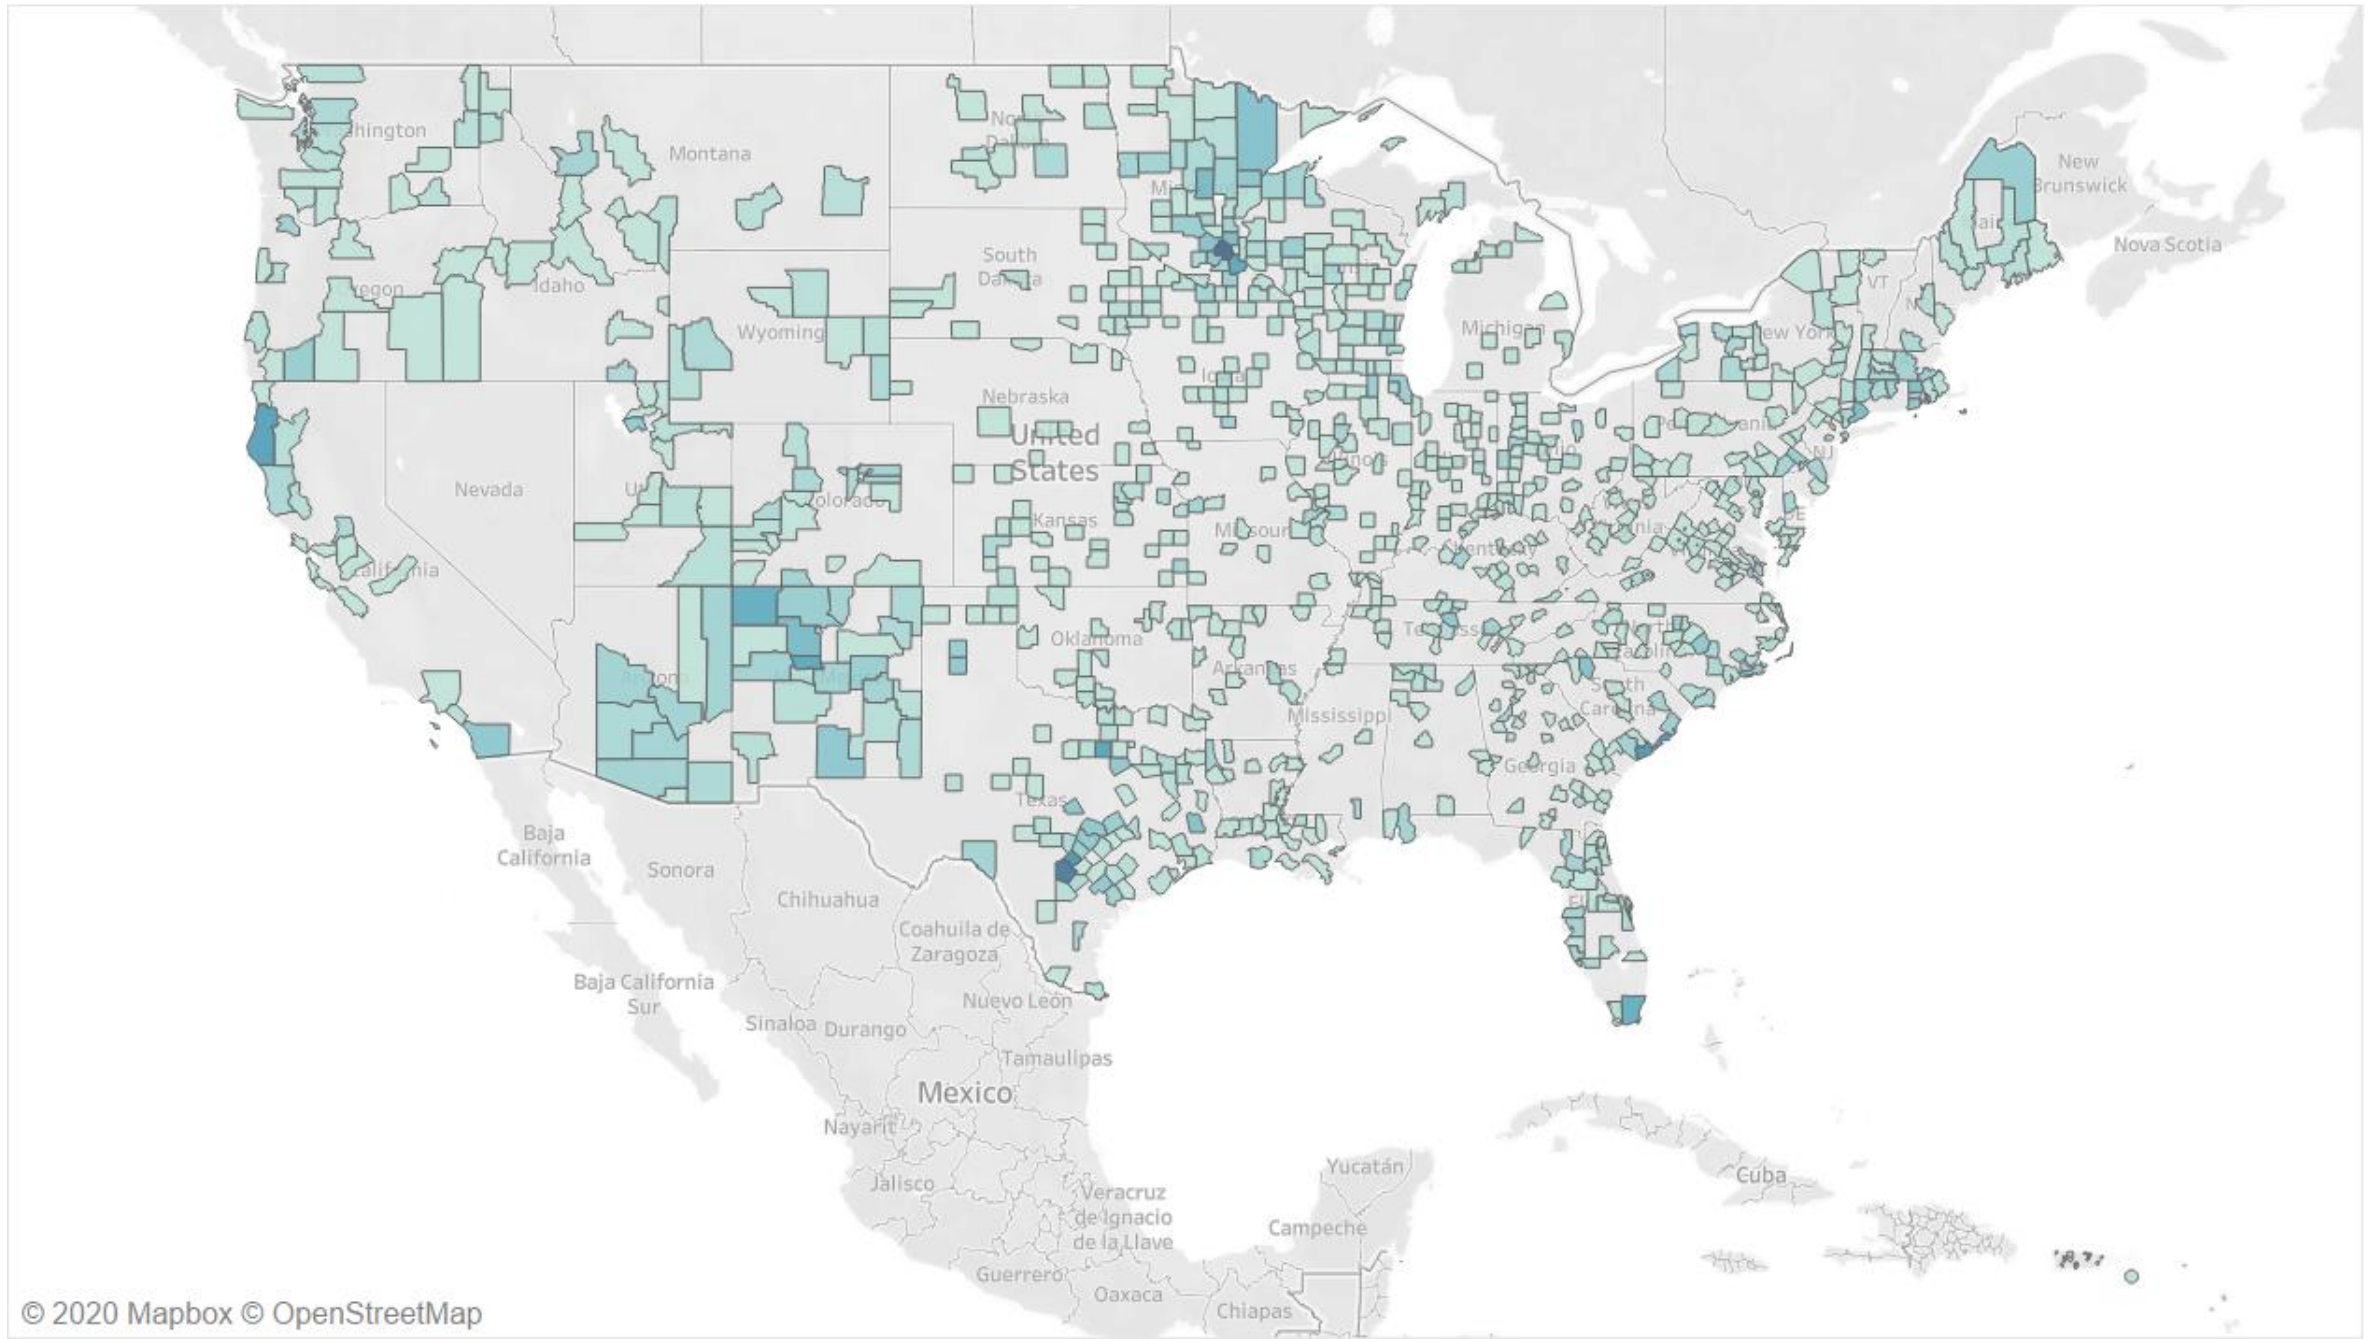 New
Brunswick
Nova Scotia
Montana
South
VT
Idaho
Wyoming
Michigan
Nebraska
United
States
Nevada
NJ
Kansas
DE
Oklahoma
Arkansas
South
Mississippi
Georgia
Texas
Baja
California
Sonora
Chihuahua
Coahuila de
Zaragoza
Baja California
Sur
Nuevo León
Sinaloa
Durango
Tamaulipas
Mexico
Nayarit
Yucatán
Jalisco
Cuba
Veracruz
de Ignacio
de la Llave
Campeche
Guerrero
Oaxaca
Chiapas
© 2020 Mapbox © OpenStreetMap